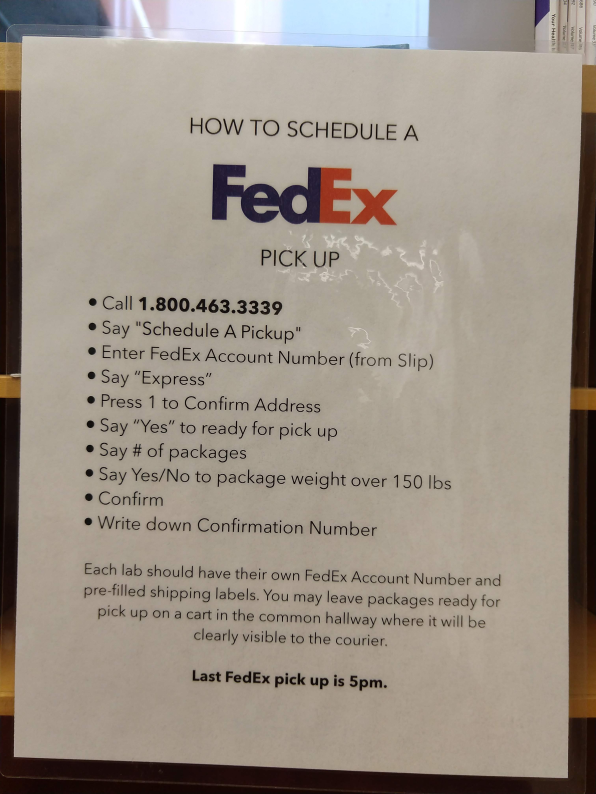 HOW TO SCHEDULE A
FedEx
PICK UP
• Call 1.800.463.3339
• Say "Schedule A Pickup"
• Enter FedEx Account Number (from Slip)
• Say “Express”
• Press 1 to Confirm Address
• Say “Yes” to ready for pick up
• Say # of packages
• Say Yes/No to package weight over 150 lbs
• Confirm
• Write down Confirmation Number
Each lab should have their own FedEx Account Number and
pre-filled shipping labels. You may leave packages ready for
pick up on a cart in the common hallway where it will be
clearly visible to the courier.
Last FedEx pick up is 5pm.